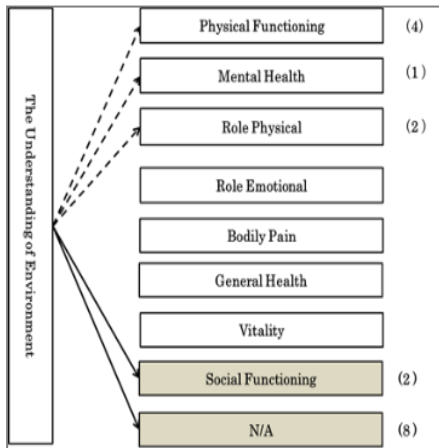 The Understanding of Environment
Physical Functioning (4)
Mental Health (1)
Role Physical (2)
Role Emotional
Bodily Pain
General Health
Vitality
Social Functioning (2)
N/A (8)